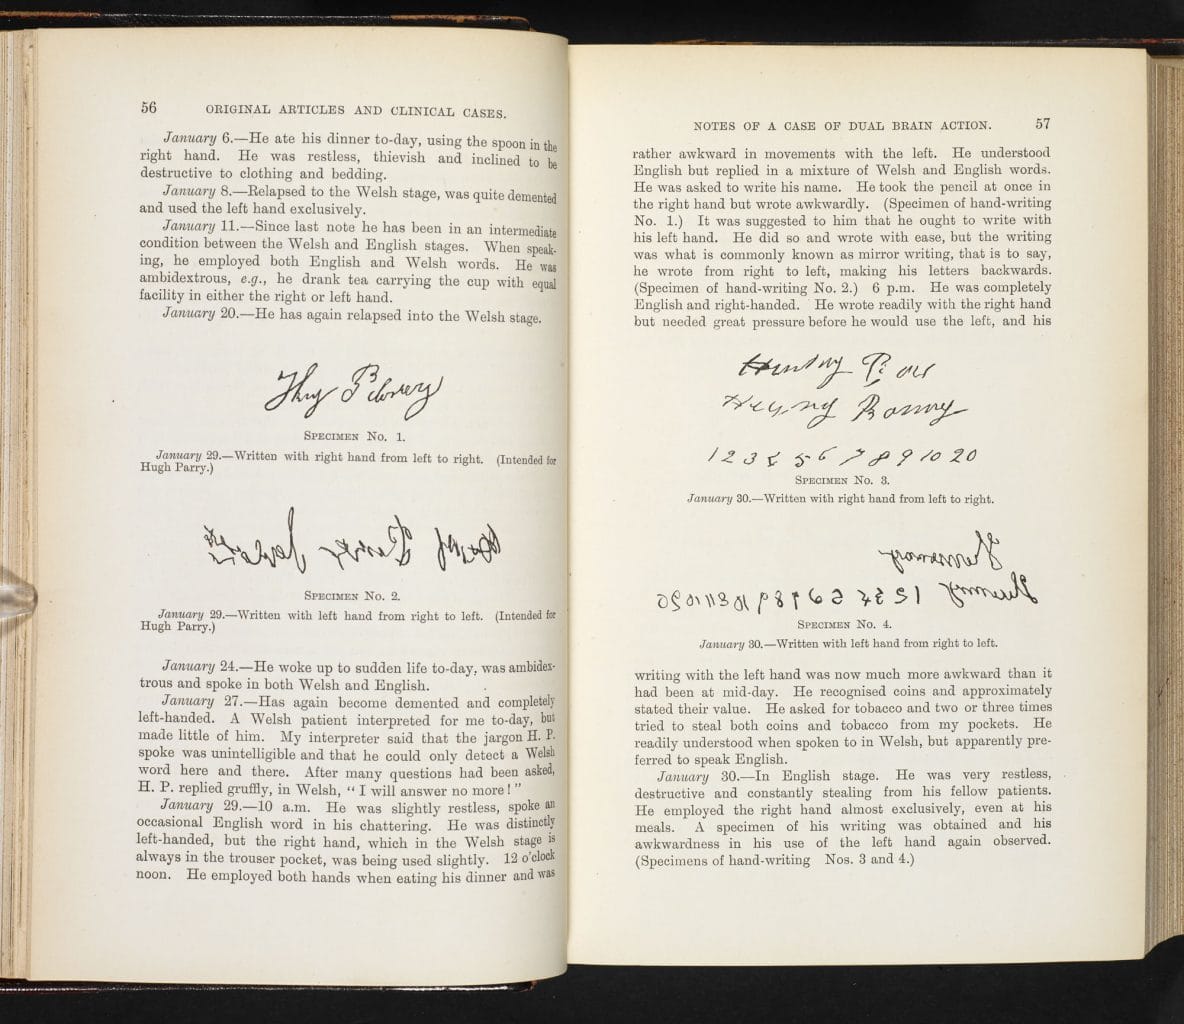 56 ORIGINAL ARTICLES AND CLINICAL CASES.
January 6.—He ate his dinner to-day, using the spoon in the
right hand. He was restless, thievish and inclined to be
destructive to clothing and bedding.
January 8.—Relapsed to the Welsh stage, was quite demented
and used the left hand exclusively.
January 11.—Since last note he has been in an intermediate
condition between the Welsh and English stages. When speak-
ing, he employed both English and Welsh words. He was
ambidextrous, e.g., he drank tea carrying the cup with equal
facility in either the right or left hand.
January 20.—He has again relapsed into the Welsh stage.
SPECIMEN No. 1.
January 29.—Written with right hand from left to right. (Intended for
Hugh Parry.)
SPECIMEN No. 2.
January 29.—Written with left hand from right to left. (Intended for
Hugh Parry.)
January 24.—He woke up to sudden life to-day, was ambidex-
trous and spoke in both Welsh and English.
January 27.—Has again become demented and completely
left-handed. A Welsh patient interpreted for me to-day, but
made little of him. My interpreter said that the jargon H. P.
spoke was unintelligible and that he could only detect a Welsh
word here and there. After many questions had been asked,
H. P. replied gruffly, in Welsh, “ I will answer no more ! ”
January 29.—10 a.m. He was slightly restless, spoke an
occasional English word in his chattering. He was distinctly
left-handed, but the right hand, which in the Welsh stage is
always in the trouser pocket, was being used slightly. 12 o'clock
noon. He employed both hands when eating his dinner and was
NOTES OF A CASE OF DUAL BRAIN ACTION. 57
rather awkward in movements with the left. He understood
English but replied in a mixture of Welsh and English words.
He was asked to write his name. He took the pencil at once in
the right hand but wrote awkwardly. (Specimen of hand-writing
No. 1.) It was suggested to him that he ought to write with
his left hand. He did so and wrote with ease, but the writing
was what is commonly known as mirror writing, that is to say,
he wrote from right to left, making his letters backwards.
(Specimen of hand-writing No. 2.) 6 p.m. He was completely
English and right-handed. He wrote readily with the right hand
but needed great pressure before he would use the left, and his
1 2 3 4 5 6 7 8 9 10 20
SPECIMEN No. 3.
January 30.—Written with right hand from left to right.
SPECIMEN No. 4.
January 30.—Written with left hand from right to left.
writing with the left hand was now much more awkward than it
had been at mid-day. He recognised coins and approximately
stated their value. He asked for tobacco and two or three times
tried to steal both coins and tobacco from my pockets. He
readily understood when spoken to in Welsh, but apparently pre-
ferred to speak English.
January 30.—In English stage. He was very restless,
destructive and constantly stealing from his fellow patients.
He employed the right hand almost exclusively, even at his
meals. A specimen of his writing was obtained and his
awkwardness in his use of the left hand again observed.
(Specimens of hand-writing Nos. 3 and 4.)